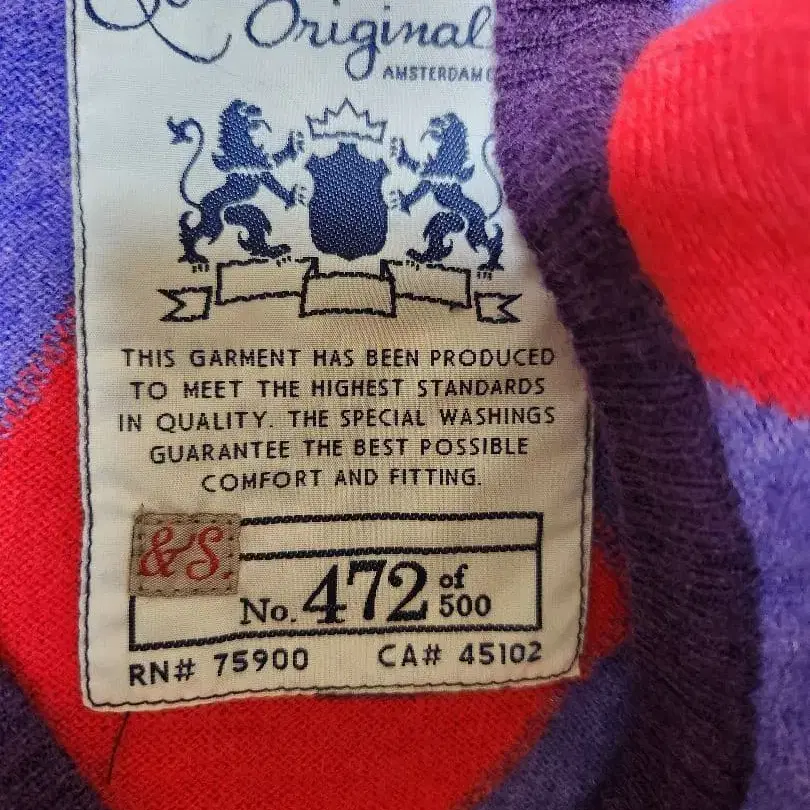 Original
AMSTERDAM
THIS GARMENT HAS BEEN PRODUCED
TO MEET THE HIGHEST STANDARDS
IN QUALITY. THE SPECIAL WASHINGS
GUARANTEE THE BEST POSSIBLE
COMFORT AND FITTING.
&S.
No. 472 of 500
RN# 75900 CA# 45102